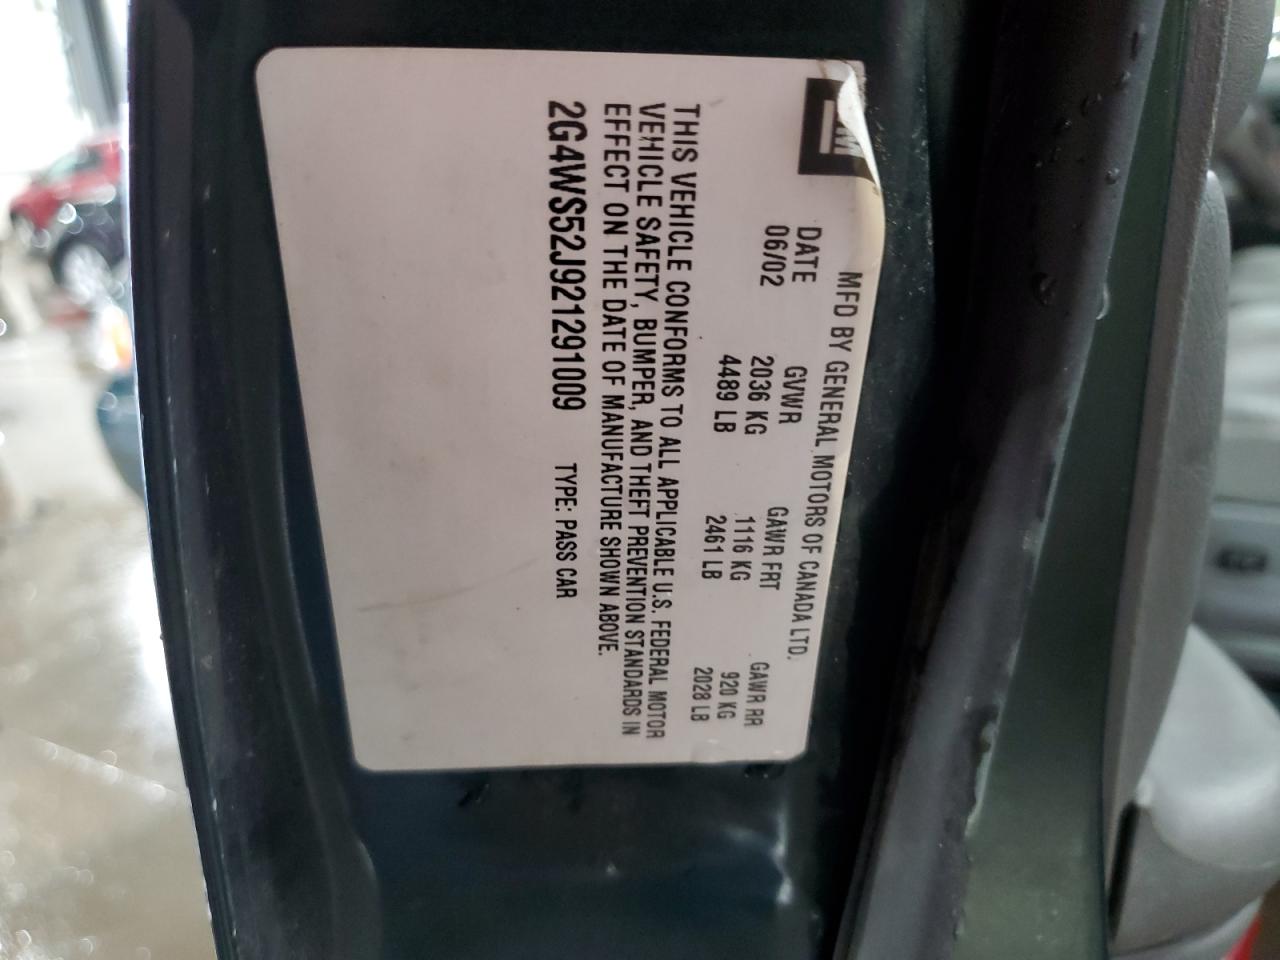 GM
MFD BY GENERAL MOTORS OF CANADA LTD.
DATE GVWR GAWR FRT GAWR RR
06/02 2036 KG 1116 KG 920 KG
4489 LB 2461 LB 2028 LB
THIS VEHICLE CONFORMS TO ALL APPLICABLE U.S. FEDERAL MOTOR
VEHICLE SAFETY, BUMPER, AND THEFT PREVENTION STANDARDS IN
EFFECT ON THE DATE OF MANUFACTURE SHOWN ABOVE.
2G4WS52J921291009 TYPE: PASS CAR